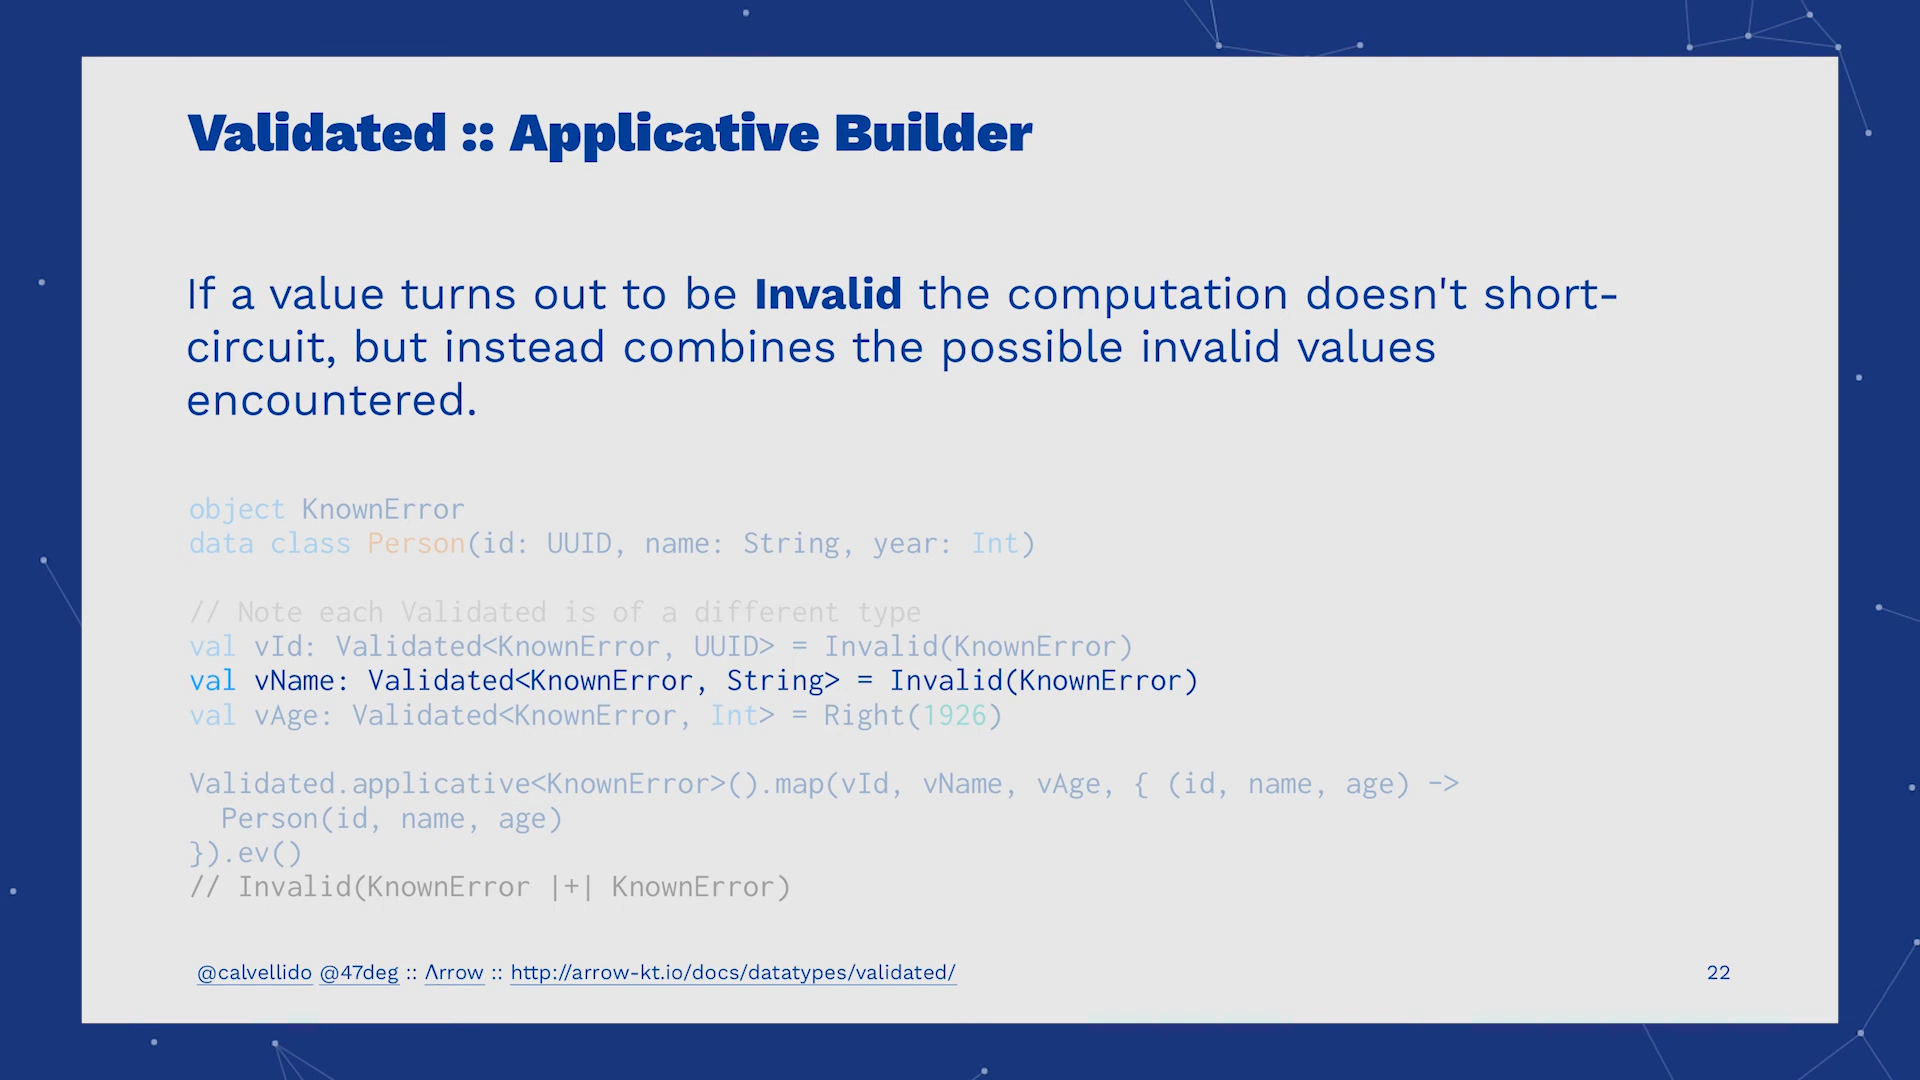 Validated :: Applicative Builder
If a value turns out to be Invalid the computation doesn't short-
circuit, but instead combines the possible invalid values
encountered.
object KnownError
data class Person(id: UUID, name: String, year: Int)
// Note each Validated is of a different type
val vId: Validated<KnownError, UUID> = Invalid(KnownError)
val vName: Validated<KnownError, String> = Invalid(KnownError)
val vAge: Validated<KnownError, Int> = Right(1926)
Validated.applicative<KnownError>().map(vId, vName, vAge, { (id, name, age) ->
  Person(id, name, age)
}).ev()
// Invalid(KnownError |+| KnownError)
@calvellido @47deg :: Λrrow :: http://arrow-kt.io/docs/datatypes/validated/ 22